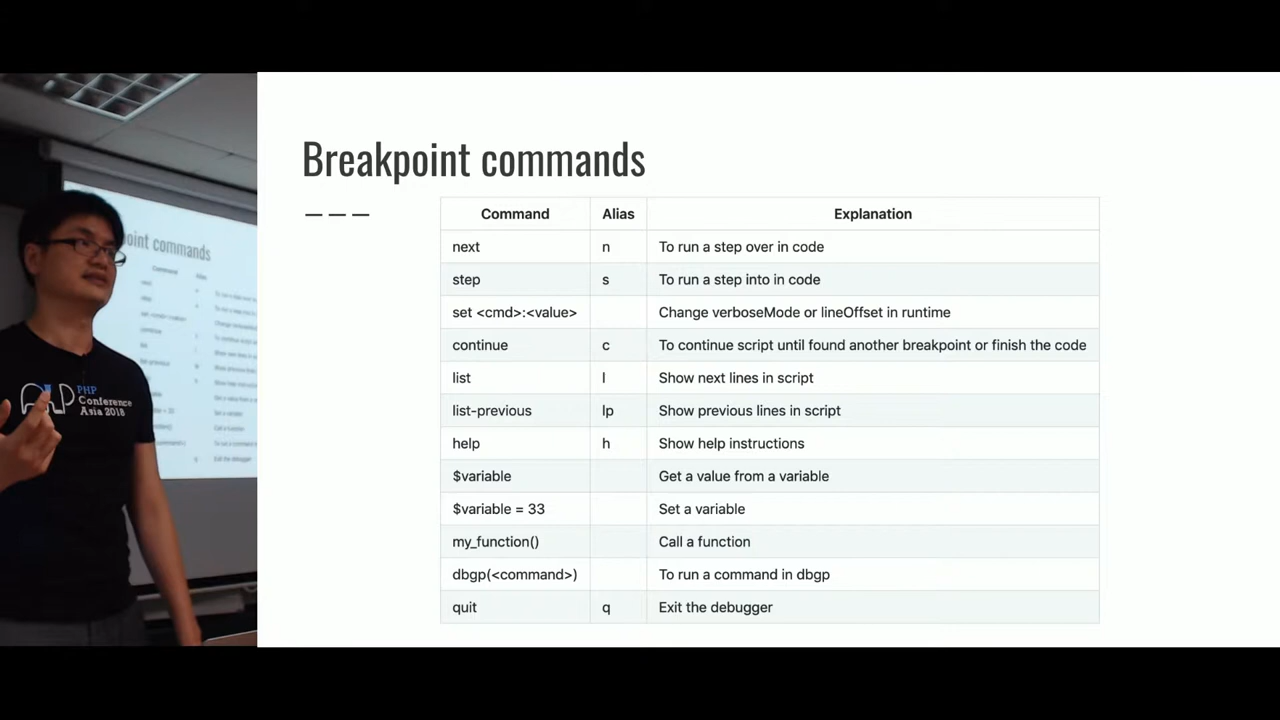 Breakpoint commands
Command Alias Explanation
next n To run a step over in code
step s To run a step into in code
set <cmd>:<value> Change verboseMode or lineOffset in runtime
continue c To continue script until found another breakpoint or finish the code
list l Show next lines in script
list-previous lp Show previous lines in script
help h Show help instructions
$variable Get a value from a variable
$variable = 33 Set a variable
my_function() Call a function
dbgp(<command>) To run a command in dbgp
quit q Exit the debugger
PHP
Conference
Asia 2018
point commands